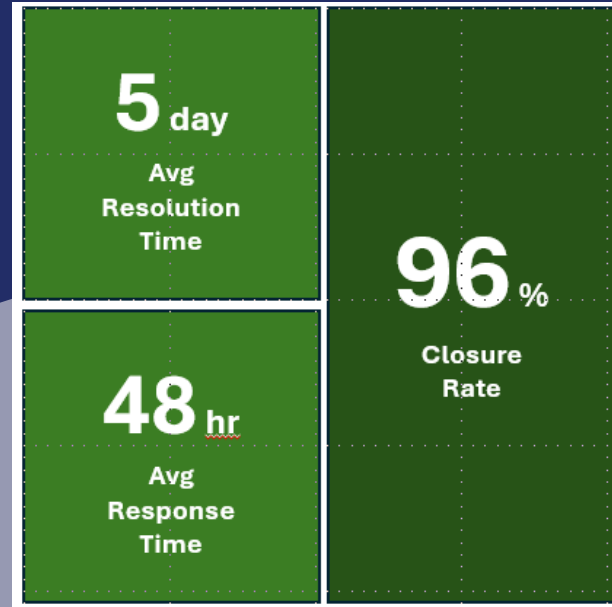 5 day
Avg
Resolution
Time
48 hr
Avg
Response
Time
96 %
Closure
Rate